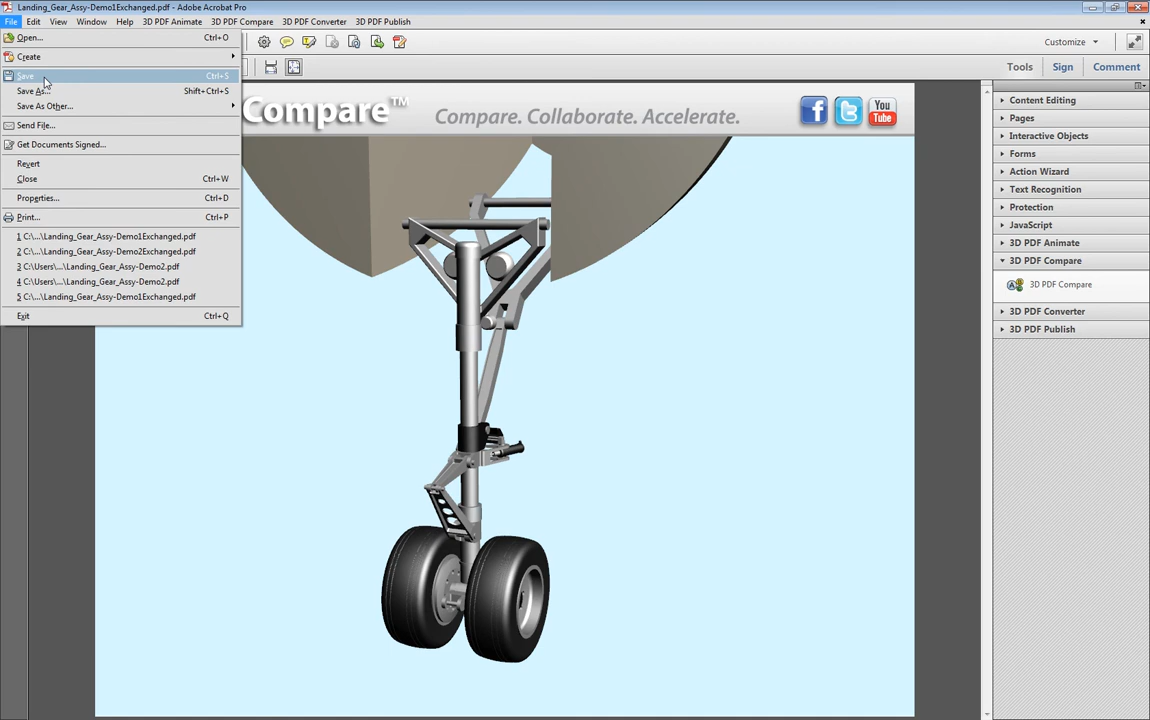 Landing_Gear_Assy-Demo1Exchanged.pdf - Adobe Acrobat Pro
File Edit View Window Help 3D PDF Animate 3D PDF Compare 3D PDF Converter 3D PDF Publish
Open... Ctrl+O
Create
Save Ctrl+S
Save As... Shift+Ctrl+S
Save As Other...
Send File...
Get Documents Signed...
Revert
Close Ctrl+W
Properties... Ctrl+D
Print... Ctrl+P
1 C:\...\Landing_Gear_Assy-Demo1Exchanged.pdf
2 C:\...\Landing_Gear_Assy-Demo2Exchanged.pdf
3 C:\Users\...\Landing_Gear_Assy-Demo2.pdf
4 C:\Users\...\Landing_Gear_Assy-Demo2.pdf
5 C:\...\Landing_Gear_Assy-Demo1Exchanged.pdf
Exit Ctrl+Q
Customize
Tools Sign Comment
Compare™ Compare. Collaborate. Accelerate.
f t You Tube
Content Editing
Pages
Interactive Objects
Forms
Action Wizard
Text Recognition
Protection
JavaScript
3D PDF Animate
3D PDF Compare
3D PDF Compare
3D PDF Converter
3D PDF Publish